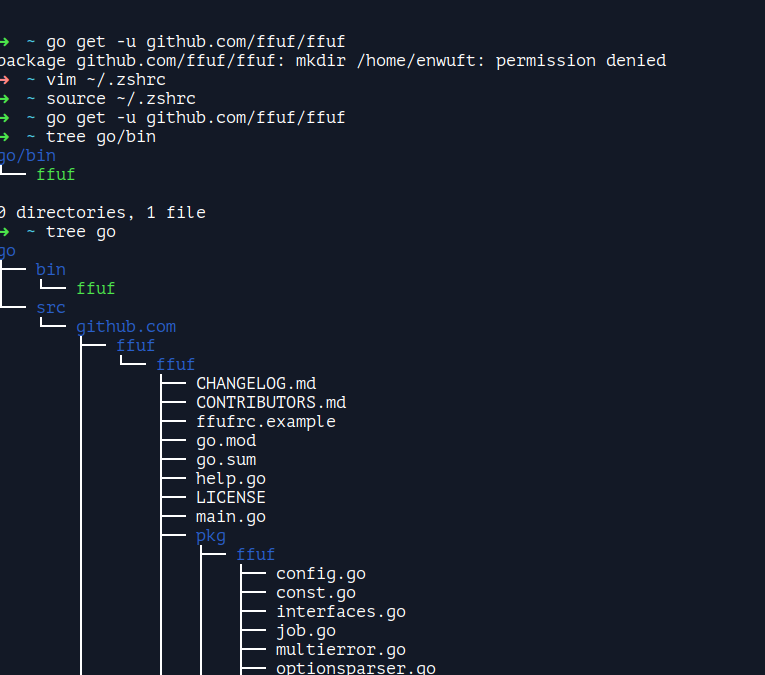 ➜ ~ go get -u github.com/ffuf/ffuf
package github.com/ffuf/ffuf: mkdir /home/enwuft: permission denied
➜ ~ vim ~/.zshrc
➜ ~ source ~/.zshrc
➜ ~ go get -u github.com/ffuf/ffuf
➜ ~ tree go/bin
go/bin
└── ffuf
0 directories, 1 file
➜ ~ tree go
go
├── bin
│   └── ffuf
└── src
    └── github.com
        ├── ffuf
        │   └── ffuf
        │       ├── CHANGELOG.md
        │       ├── CONTRIBUTORS.md
        │       ├── ffufrc.example
        │       ├── go.mod
        │       ├── go.sum
        │       ├── help.go
        │       ├── LICENSE
        │       ├── main.go
        │       ├── pkg
        │       │   ├── ffuf
        │       │   │   ├── config.go
        │       │   │   ├── const.go
        │       │   │   ├── interfaces.go
        │       │   │   ├── job.go
        │       │   │   ├── multierror.go
        │       │   │   ├── optionsparser.go